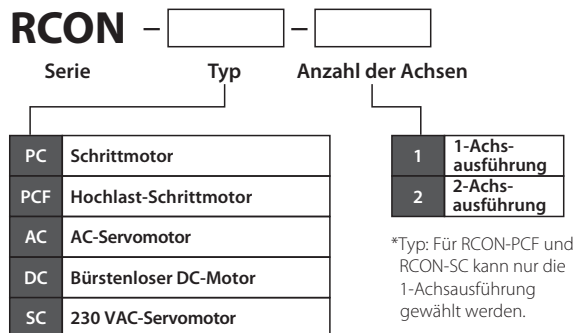 RCON – –
Serie Typ Anzahl der Achsen
PC Schrittmotor
PCF Hochlast-Schrittmotor
AC AC-Servomotor
DC Bürstenloser DC-Motor
SC 230 VAC-Servomotor
1 1-Achs-
ausführung
2 2-Achs-
ausführung
*Typ: Für RCON-PCF und
RCON-SC kann nur die
1-Achsausführung
gewählt werden.